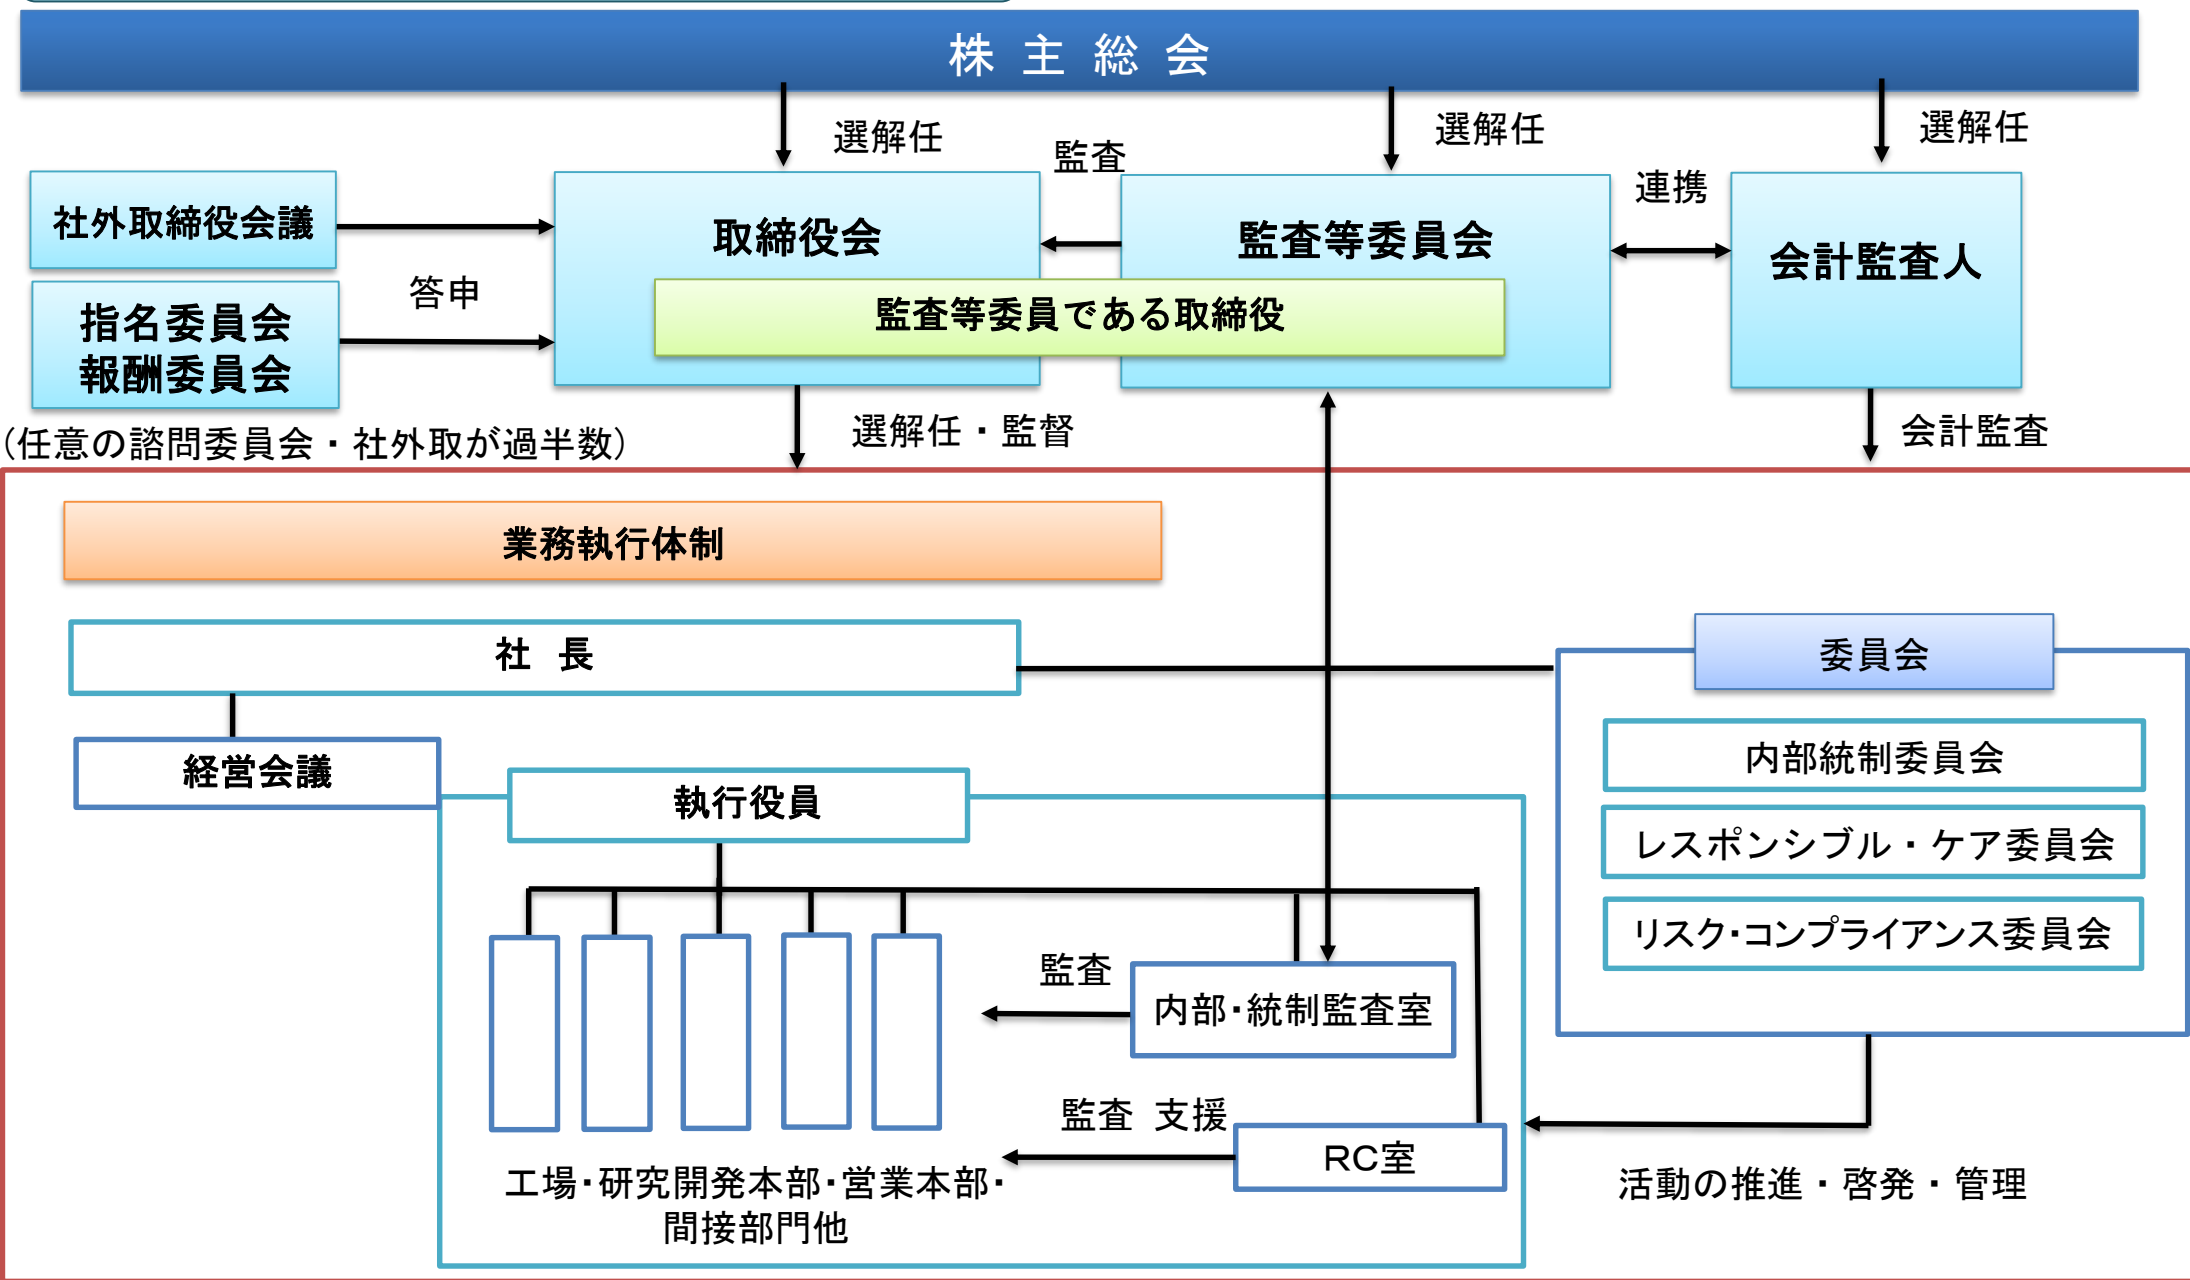 株 主 総 会
選解任
選解任
選解任
監査
連携
社外取締役会議
取締役会
監査等委員会
会計監査人
答申
監査等委員である取締役
指名委員会
報酬委員会
(任意の諮問委員会・社外取が過半数)
選解任・監督
会計監査
業務執行体制
社 長
委員会
経営会議
内部統制委員会
執行役員
レスポンシブル・ケア委員会
リスク・コンプライアンス委員会
監査
内部・統制監査室
監査 支援
RC室
工場・研究開発本部・営業本部・
間接部門他
活動の推進・啓発・管理